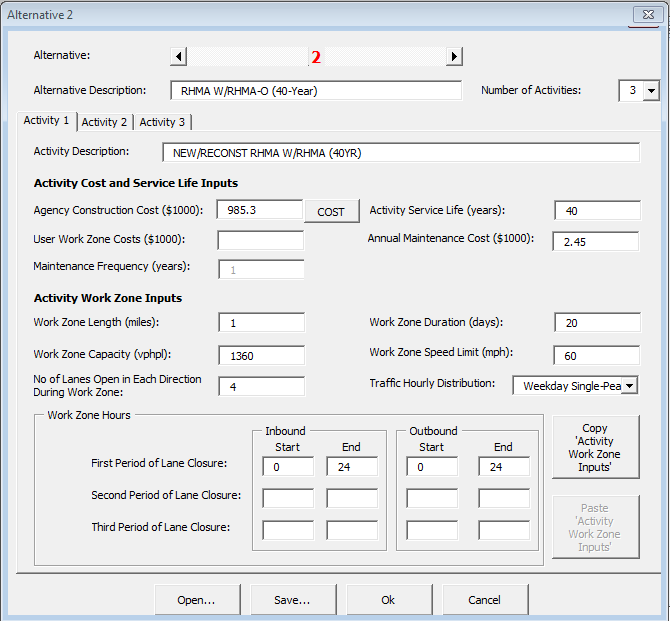 Alternative 2
Alternative: 2
Alternative Description: RHMA W/RHMA-O (40-Year) Number of Activities: 3
Activity 1 Activity 2 Activity 3
Activity Description: NEW/RECONST RHMA W/RHMA (40YR)
Activity Cost and Service Life Inputs
Agency Construction Cost ($1000): 985.3 COST Activity Service Life (years): 40
User Work Zone Costs ($1000): Annual Maintenance Cost ($1000): 2.45
Maintenance Frequency (years): 1
Activity Work Zone Inputs
Work Zone Length (miles): 1 Work Zone Duration (days): 20
Work Zone Capacity (vphpl): 1360 Work Zone Speed Limit (mph): 60
No of Lanes Open in Each Direction
During Work Zone: 4 Traffic Hourly Distribution: Weekday Single-Pea
Work Zone Hours
Inbound Outbound
Start End Start End
First Period of Lane Closure: 0 24 0 24
Second Period of Lane Closure:
Third Period of Lane Closure:
Copy
'Activity
Work Zone
Inputs'
Paste
'Activity
Work Zone
Inputs'
Open... Save... Ok Cancel